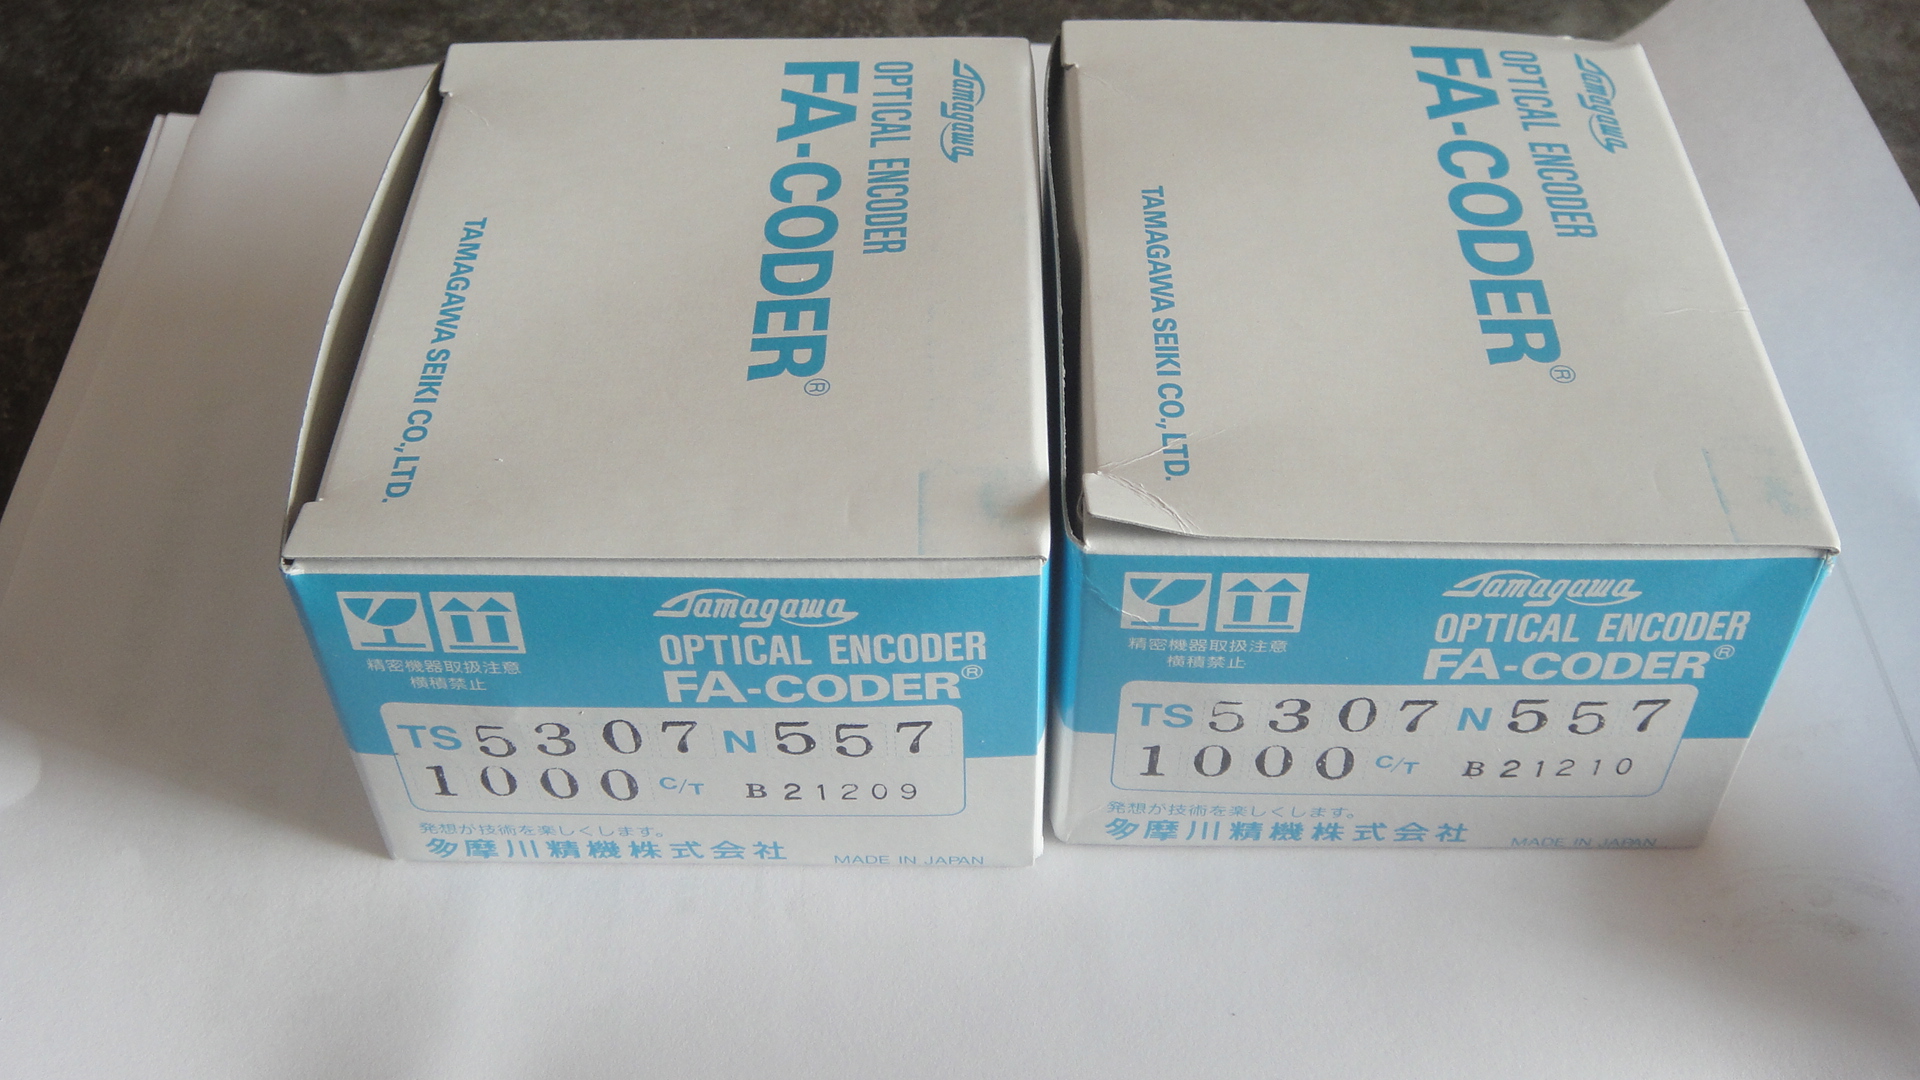 Tamagawa
OPTICAL ENCODER
FA-CODER®
TAMAGAWA SEIKI CO., LTD.
Tamagawa
OPTICAL ENCODER
FA-CODER®
精密機器取扱注意
横積禁止
TS 5307 N 557
1000 C/T B21209
発想が技術を楽しくします。
多摩川精機株式会社
MADE IN JAPAN
Tamagawa
OPTICAL ENCODER
FA-CODER®
TAMAGAWA SEIKI CO., LTD.
Tamagawa
OPTICAL ENCODER
FA-CODER®
精密機器取扱注意
横積禁止
TS 5307 N 557
1000 C/T B21210
発想が技術を楽しくします。
多摩川精機株式会社
MADE IN JAPAN